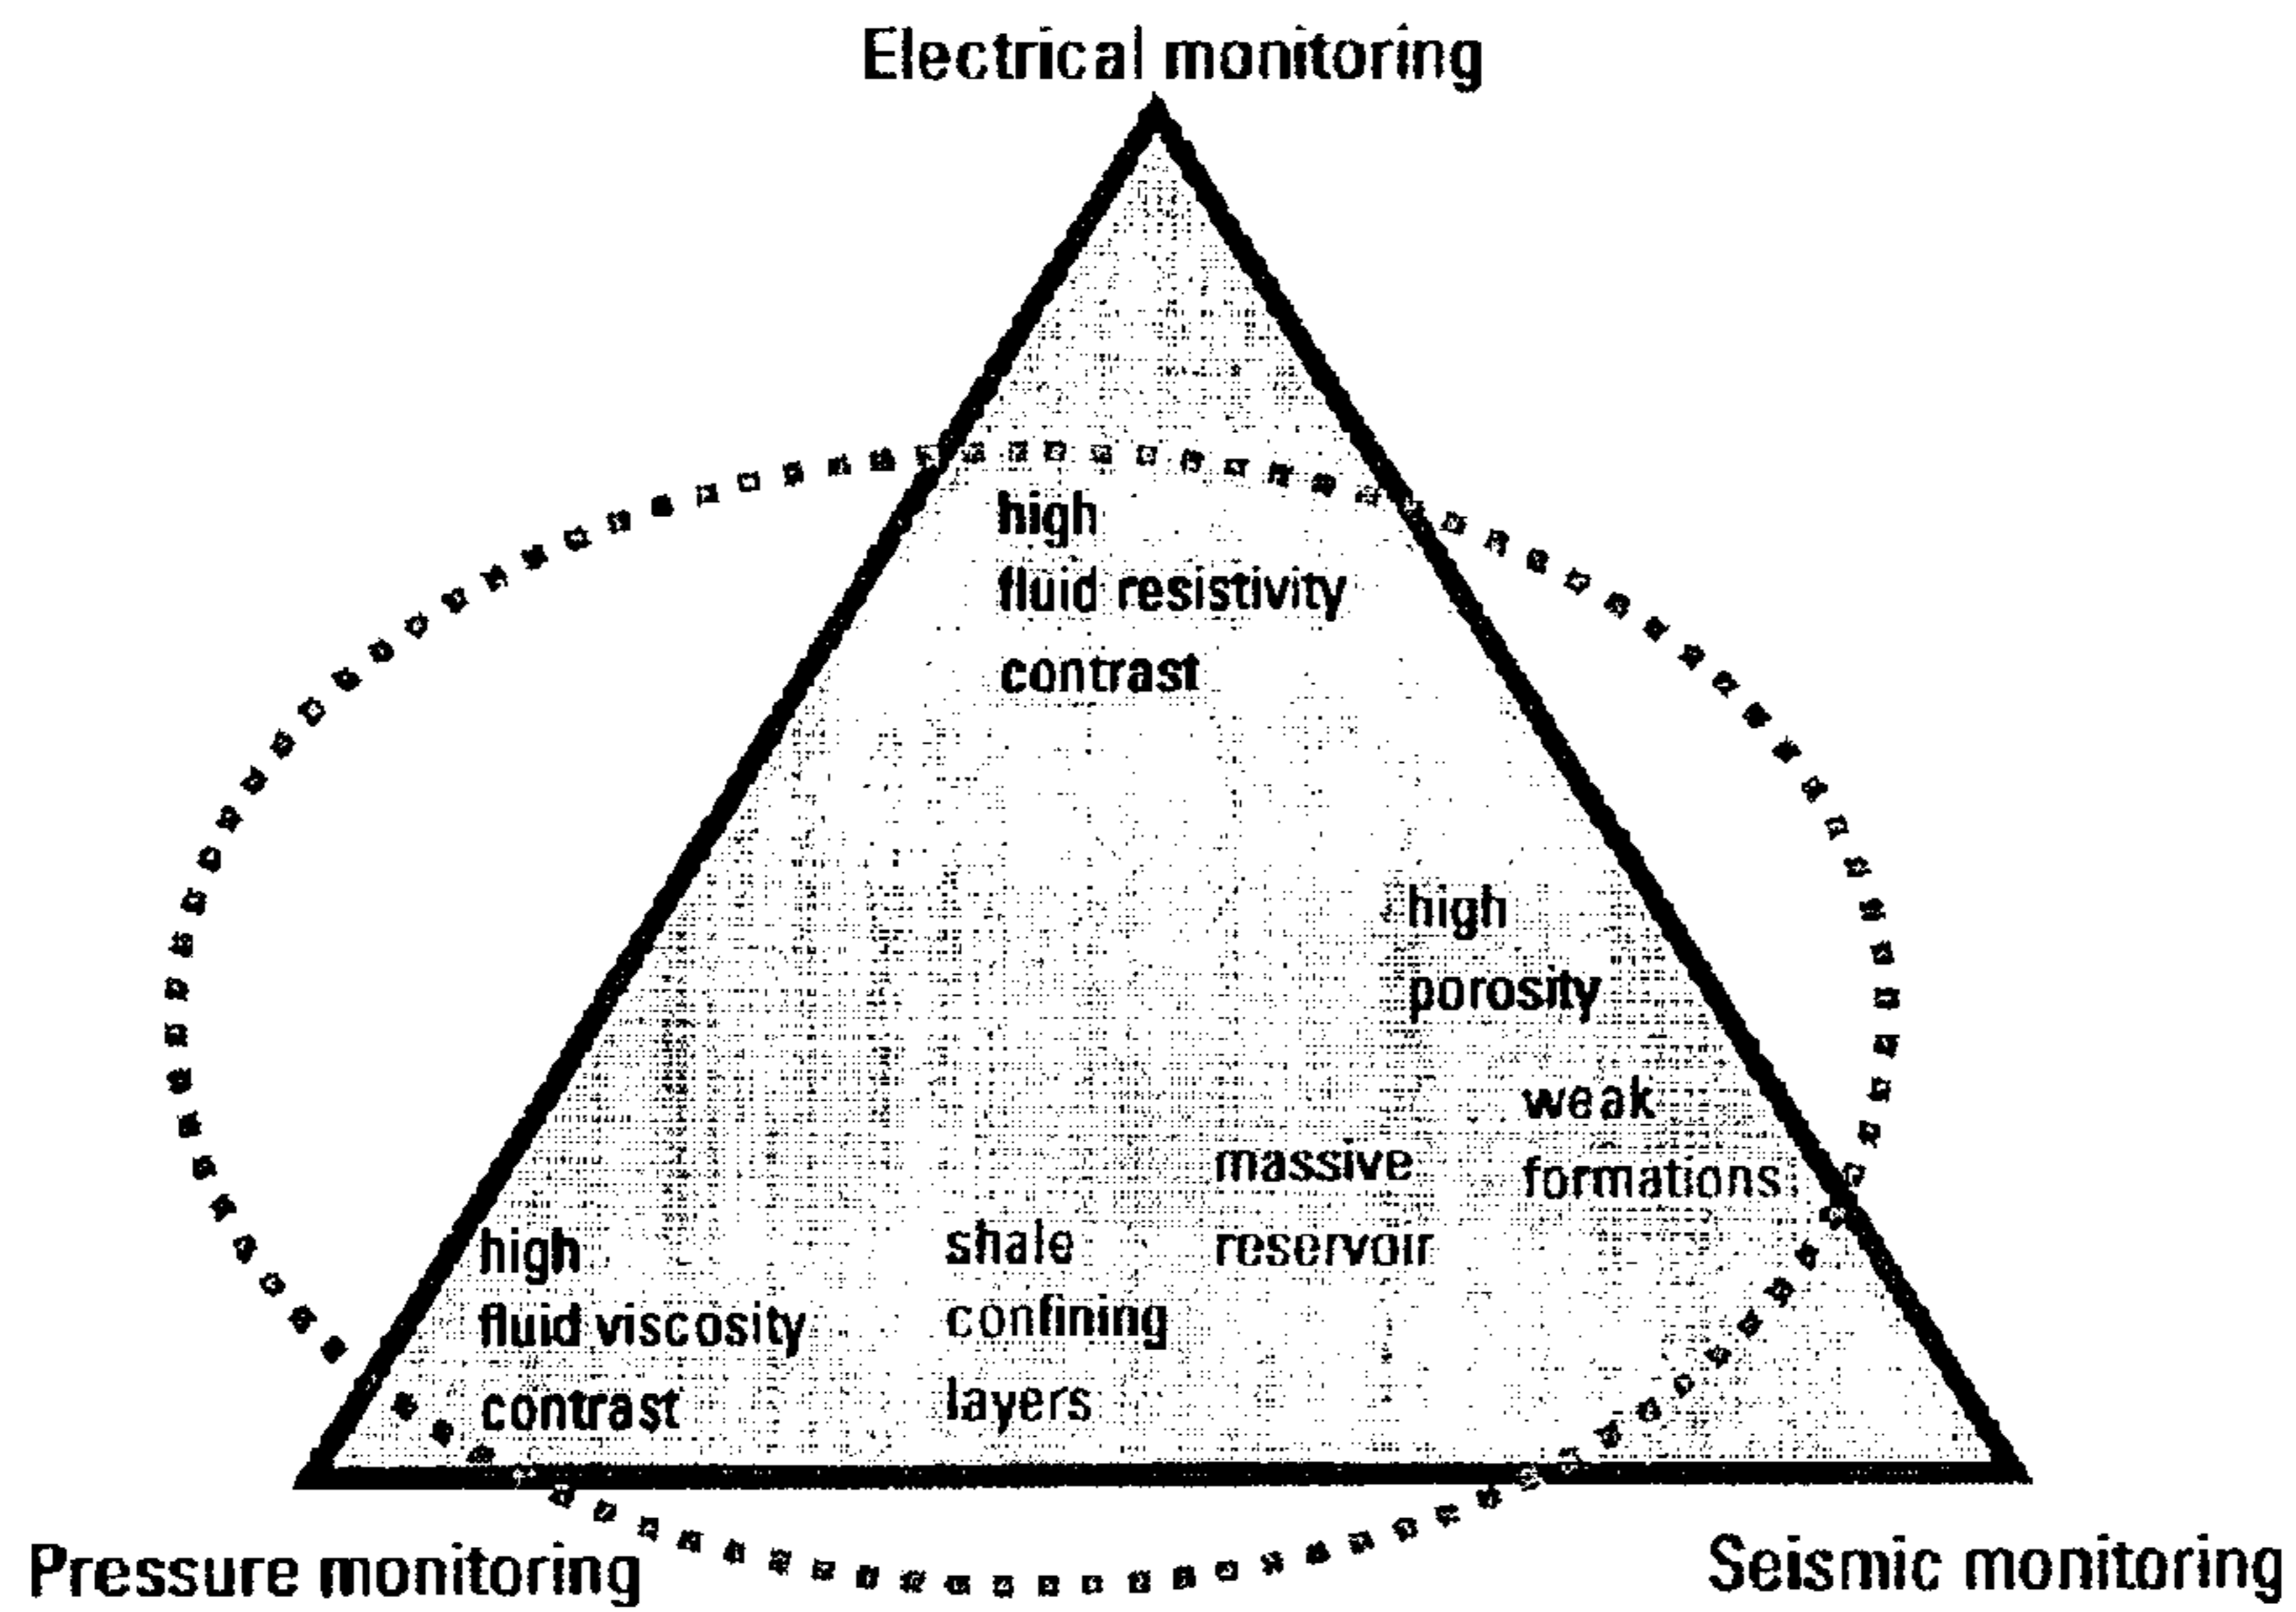 Electrical monitoring
high
fluid resistivity
contrast
high
porosity
weak
formations
massive
reservoir
shale
confining
layers
high
fluid viscosity
contrast
Pressure monitoring
Seismic monitoring